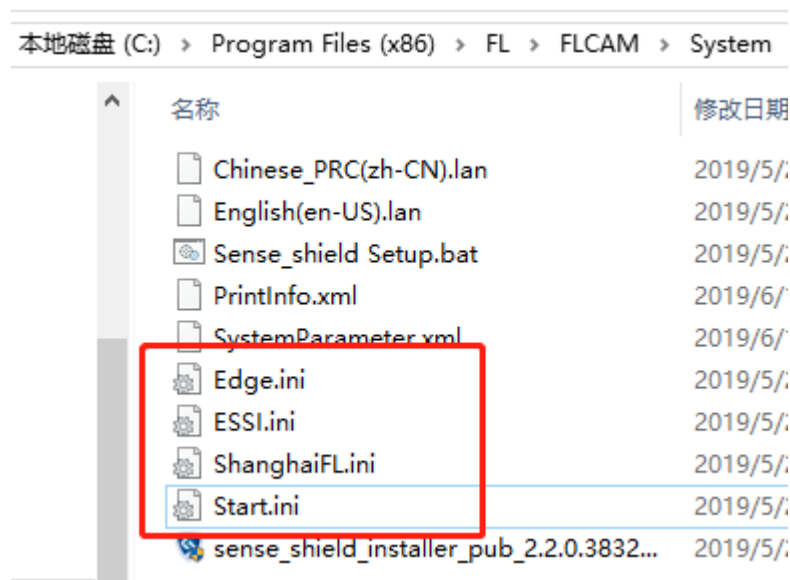 本地磁盘 (C:) > Program Files (x86) > FL > FLCAM > System
名称 修改日期
Chinese_PRC(zh-CN).lan 2019/5/2
English(en-US).lan 2019/5/2
Sense_shield Setup.bat 2019/5/2
PrintInfo.xml 2019/6/
SystemParameter.xml 2019/6/
Edge.ini 2019/5/2
ESSI.ini 2019/5/2
ShanghaiFL.ini 2019/5/2
Start.ini 2019/5/2
sense_shield_installer_pub_2.2.0.3832... 2019/5/2